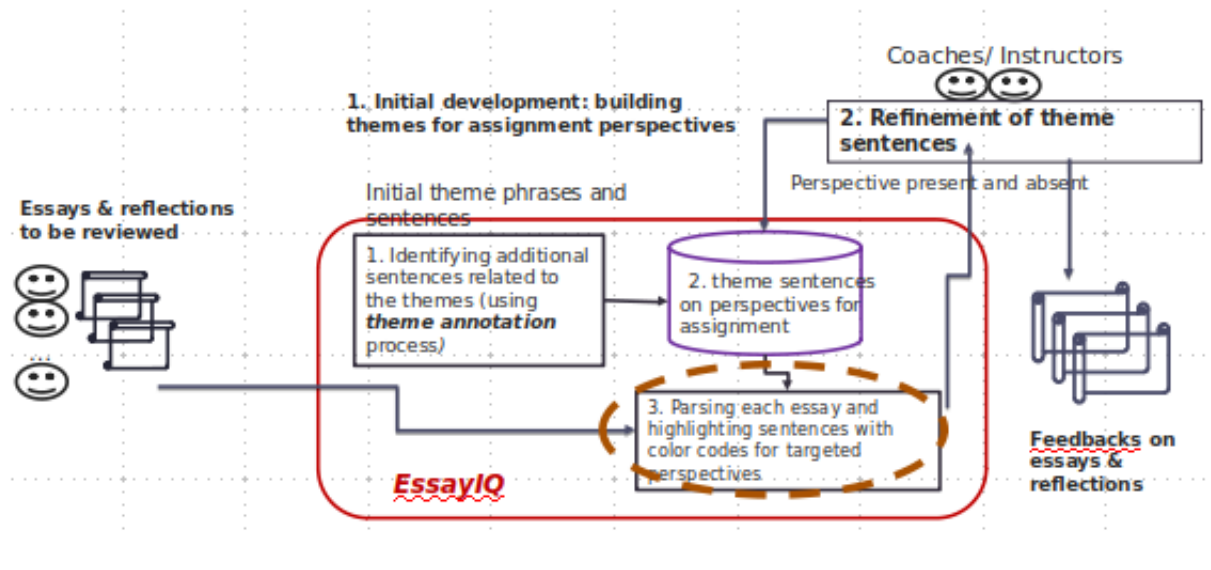 Coaches/ Instructors
1. Initial development: building
themes for assignment perspectives
2. Refinement of theme
sentences
Perspective present and absent
Initial theme phrases and
sentences
Essays & reflections
to be reviewed
...
1. Identifying additional
sentences related to
the themes (using
theme annotation
process)
2. theme sentences
on perspectives for
assignment
3. Parsing each essay and
highlighting sentences with
color codes for targeted
perspectives
EssayIQ
Feedbacks on
essays &
reflections